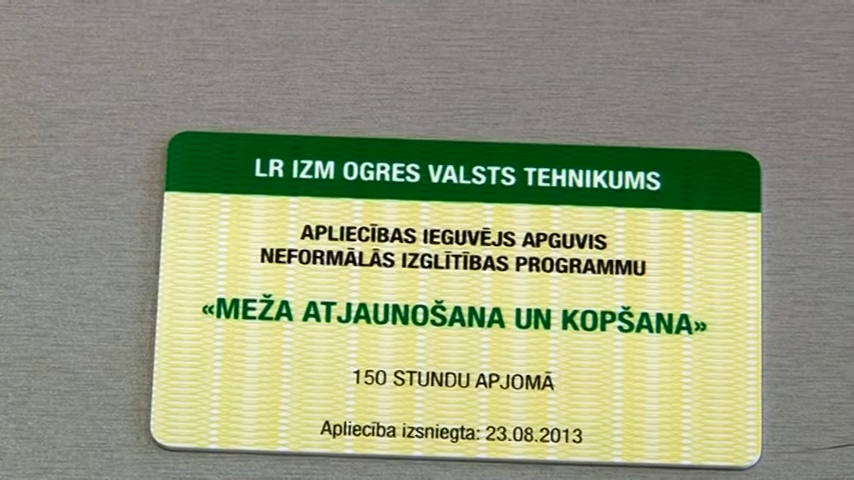 LR IZM OGRES VALSTS TEHNIKUMS
APLIECĪBAS IEGUVĒJS APGUVIS
NEFORMĀLĀS IZGLĪTĪBAS PROGRAMMU
«MEŽA ATJAUNOŠANA UN KOPŠANA»
150 STUNDU APJOMĀ
Apliecība izsniegta: 23.08.2013